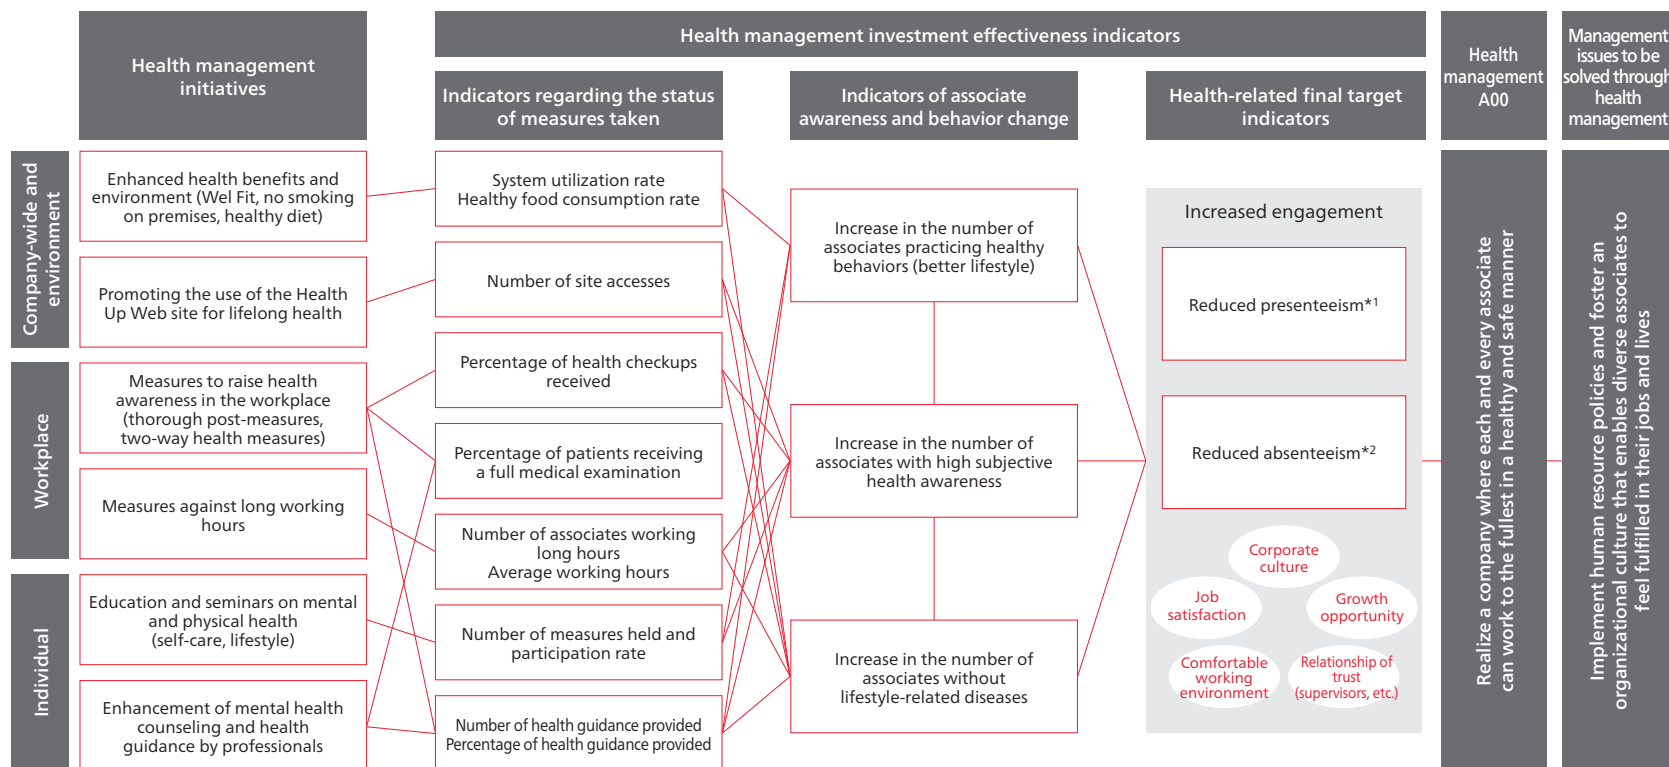 Health management
initiatives
Health management investment effectiveness indicators
Indicators regarding the status
of measures taken
Indicators of associate
awareness and behavior change
Health-related final target
indicators
Health
management
A00
Management
issues to be
solved through
health
management
Company-wide and
environment
Enhanced health benefits and
environment (Wel Fit, no smoking
on premises, healthy diet)
Promoting the use of the Health
Up Web site for lifelong health
Workplace
Measures to raise health
awareness in the workplace
(thorough post-measures,
two-way health measures)
Measures against long working
hours
Individual
Education and seminars on mental
and physical health
(self-care, lifestyle)
Enhancement of mental health
counseling and health
guidance by professionals
System utilization rate
Healthy food consumption rate
Number of site accesses
Percentage of health checkups
received
Percentage of patients receiving
a full medical examination
Number of associates working
long hours
Average working hours
Number of measures held and
participation rate
Number of health guidance provided
Percentage of health guidance provided
Increase in the number of
associates practicing healthy
behaviors (better lifestyle)
Increase in the number of
associates with high subjective
health awareness
Increase in the number of
associates without
lifestyle-related diseases
Increased engagement
Reduced presenteeism*1
Reduced absenteeism*2
Corporate
culture
Job
satisfaction
Growth
opportunity
Comfortable
working
environment
Relationship of
trust
(supervisors, etc.)
Realize a company where each and every associate
can work to the fullest in a healthy and safe manner
Implement human resource policies and foster an
organizational culture that enables diverse associates to
feel fulfilled in their jobs and lives